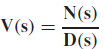 V(s) = N(s) / D(s)